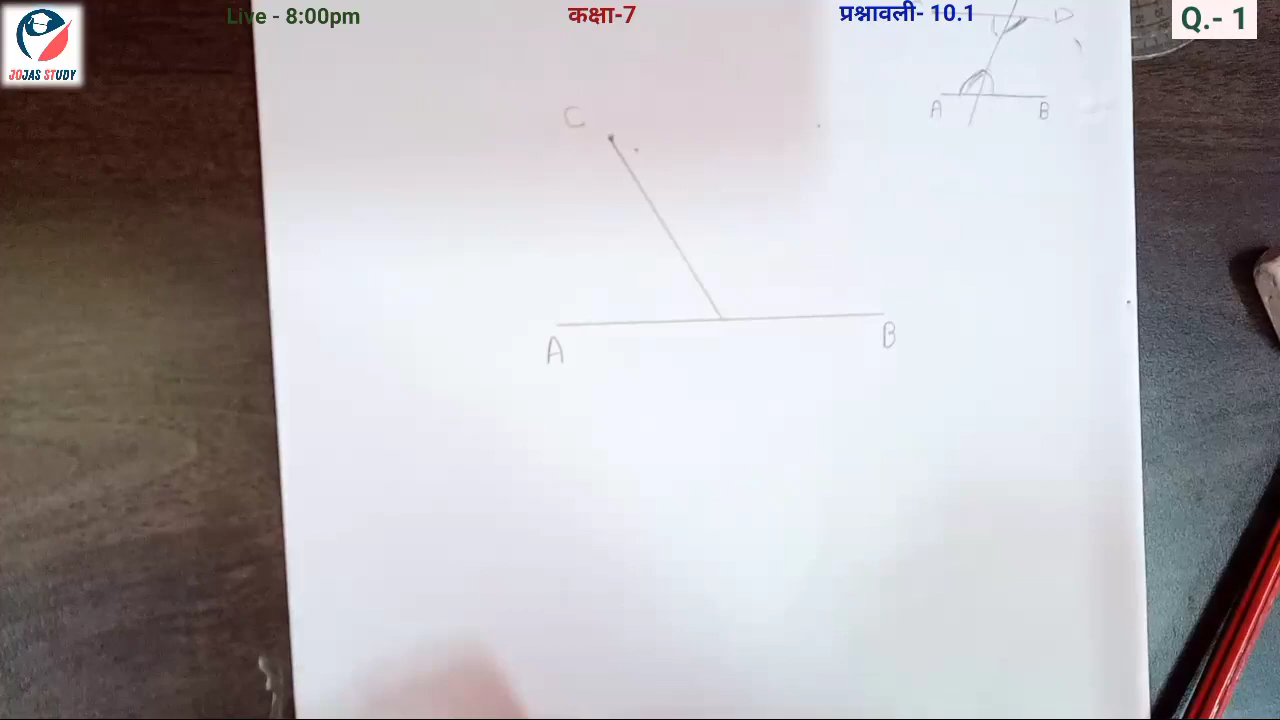 Live - 8:00pm
कक्षा-7
प्रश्नावली- 10.1
Q.- 1
JOJAS STUDY
D
A
B
C
A
B